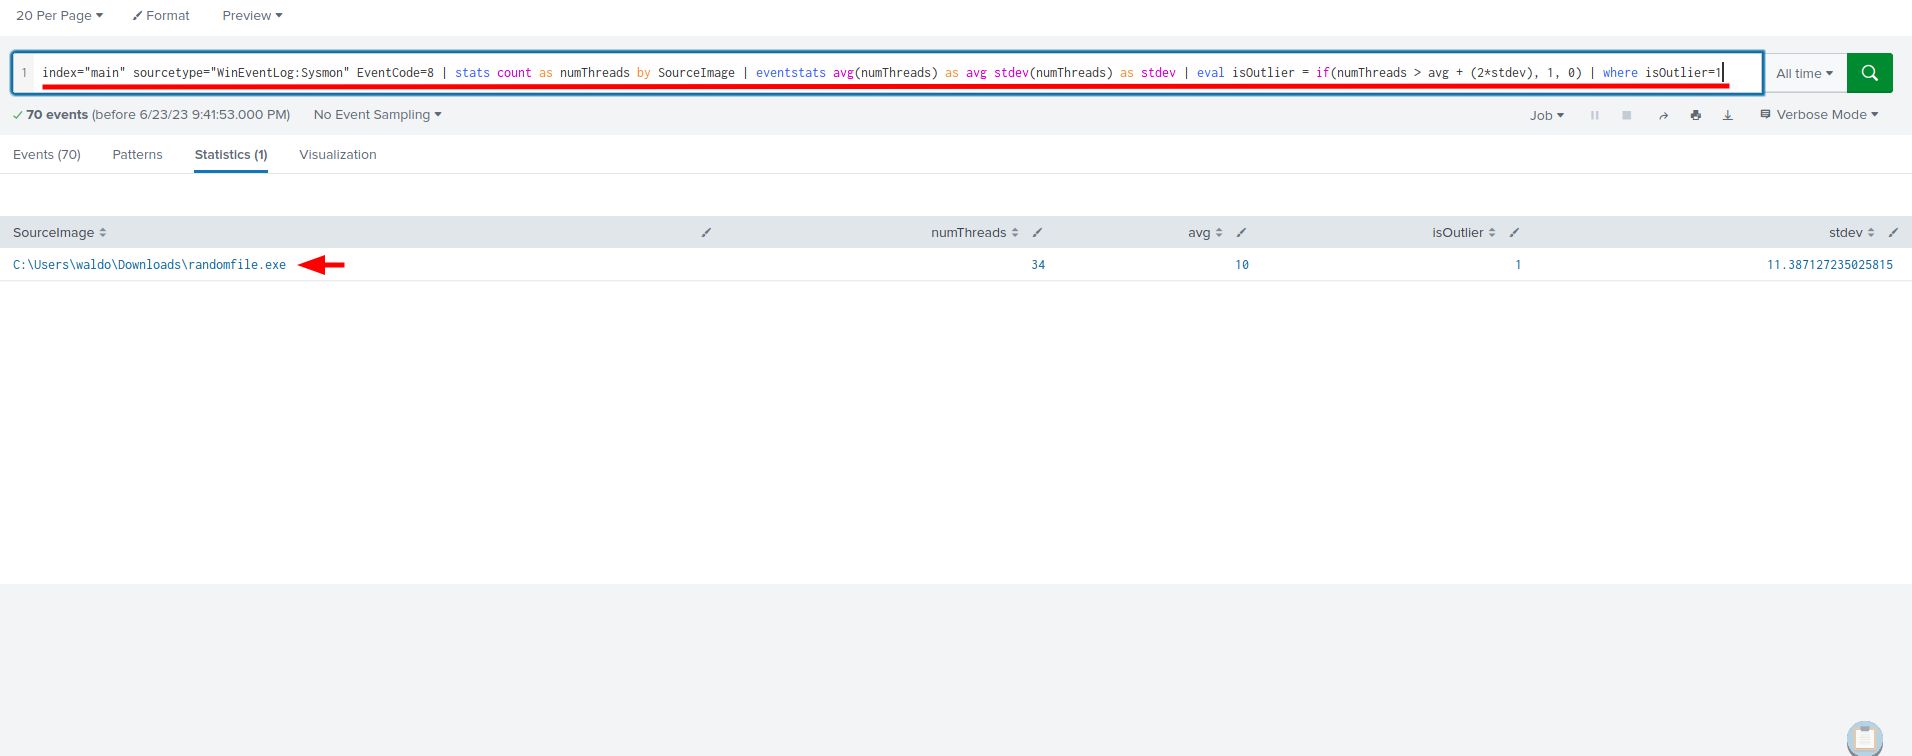 20 Per Page Format Preview
1 index="main" sourcetype="WinEventLog:Sysmon" EventCode=8 | stats count as numThreads by SourceImage | eventstats avg(numThreads) as avg stdev(numThreads) as stdev | eval isOutlier = if(numThreads > avg + (2*stdev), 1, 0) | where isOutlier=1 All time
70 events (before 6/23/23 9:41:53.000 PM) No Event Sampling Job Verbose Mode
Events (70) Patterns Statistics (1) Visualization
SourceImage numThreads avg isOutlier stdev
C:\Users\waldo\Downloads\randomfile.exe 34 10 1 11.387127235025815